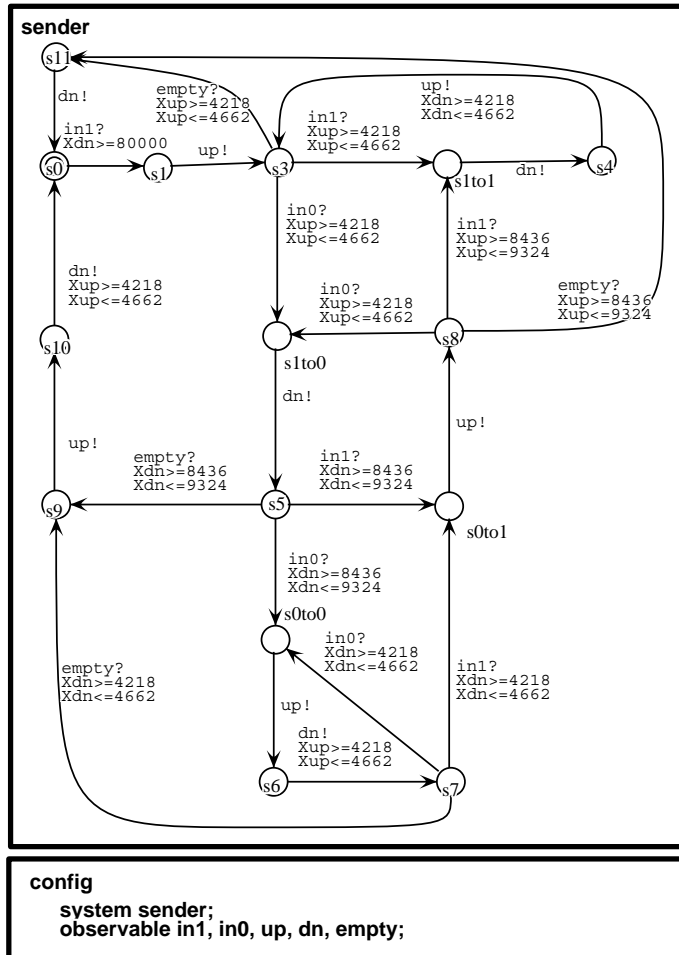 sender
s11
dn!
empty?
Xup>=4218
Xup<=4662
up!
Xdn>=4218
Xdn<=4662
in1?
Xdn>=80000
s0
s1
up!
s3
in1?
Xup>=4218
Xup<=4662
s1to1
dn!
s4
in0?
Xup>=4218
Xup<=4662
in1?
Xup>=8436
Xup<=9324
dn!
Xup>=4218
Xup<=4662
in0?
Xup>=4218
Xup<=4662
empty?
Xup>=8436
Xup<=9324
s10
s1to0
s8
dn!
up!
up!
empty?
Xdn>=8436
Xdn<=9324
in1?
Xdn>=8436
Xdn<=9324
s9
s5
s0to1
in0?
Xdn>=8436
Xdn<=9324
s0to0
in0?
Xdn>=4218
Xdn<=4662
empty?
Xdn>=4218
Xdn<=4662
in1?
Xdn>=4218
Xdn<=4662
up!
dn!
Xup>=4218
Xup<=4662
s6
s7
config
system sender;
observable in1, in0, up, dn, empty;